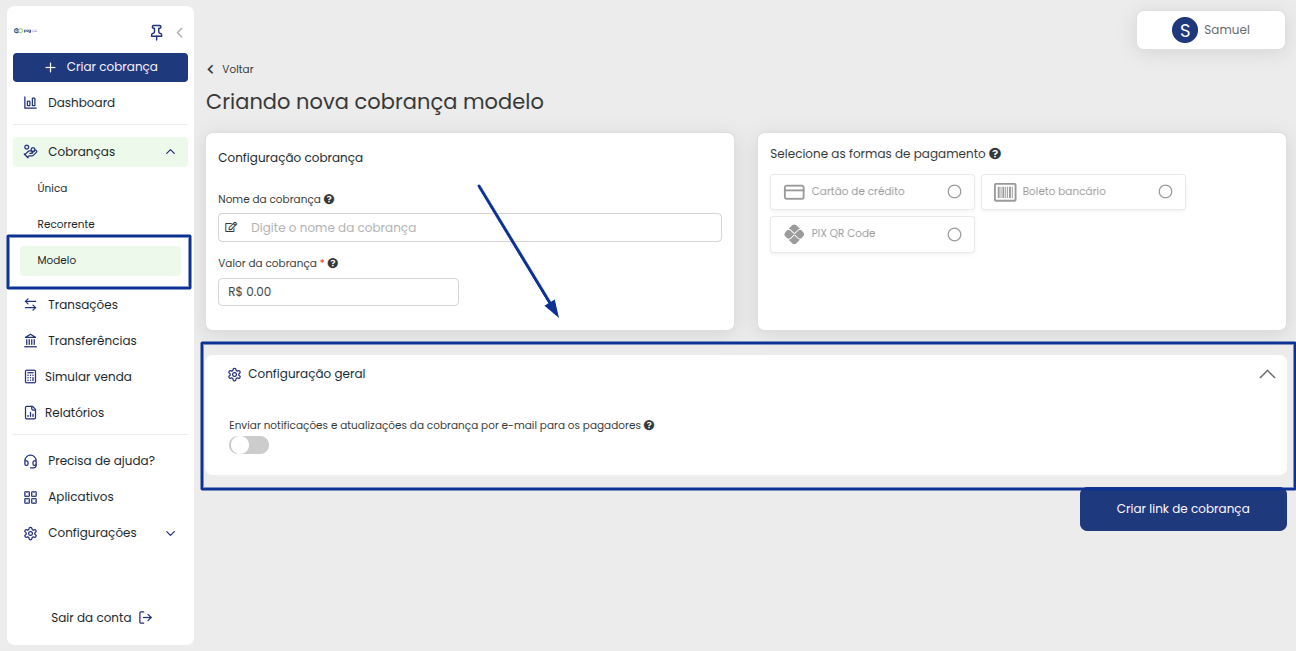 Criar cobrança
Dashboard
Cobranças
Única
Recorrente
Modelo
Transações
Transferências
Simular venda
Relatórios
Precisa de ajuda?
Aplicativos
Configurações
Sair da conta
S Samuel
Voltar
Criando nova cobrança modelo
Configuração cobrança
Nome da cobrança
Digite o nome da cobrança
Valor da cobrança *
R$ 0.00
Selecione as formas de pagamento
Cartão de crédito
Boleto bancário
PIX QR Code
Configuração geral
Enviar notificações e atualizações da cobrança por e-mail para os pagadores
Criar link de cobrança